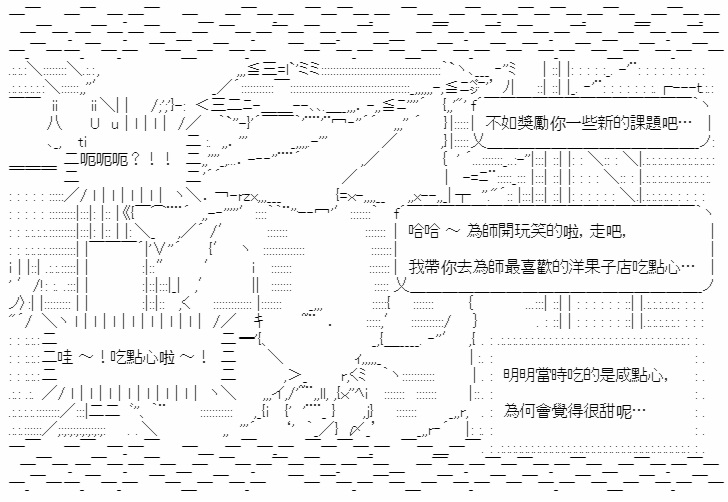 不如獎勵你一些新的課題吧…
二呃呃呃？！！
哈哈 ～ 為師開玩笑的啦, 走吧,
我帶你去為師最喜歡的洋果子店吃點心…
哇 ～！吃點心啦 ～！
明明當時吃的是咸點心,
為何會覺得很甜呢…